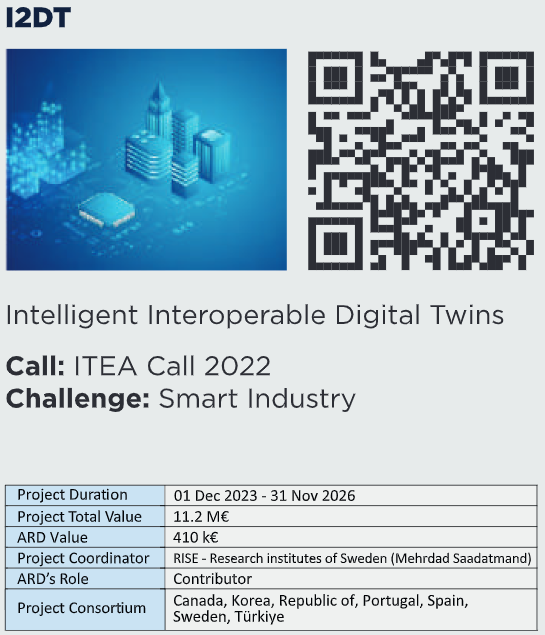 I2DT
Intelligent Interoperable Digital Twins
Call: ITEA Call 2022
Challenge: Smart Industry
Project Duration 01 Dec 2023 - 31 Nov 2026
Project Total Value 11.2 M€
ARD Value 410 k€
Project Coordinator RISE - Research institutes of Sweden (Mehrdad Saadatmand)
ARD's Role Contributor
Project Consortium Canada, Korea, Republic of, Portugal, Spain,
Sweden, Türkiye